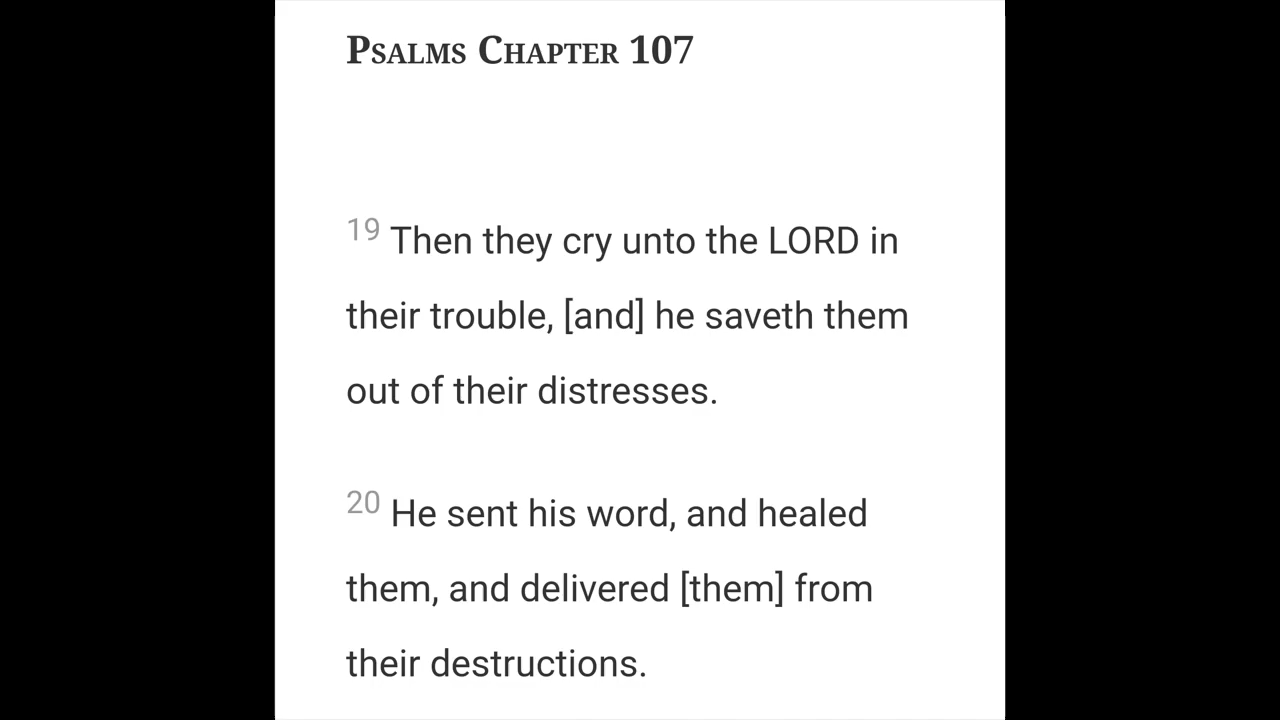 Psalms Chapter 107
19 Then they cry unto the LORD in
their trouble, [and] he saveth them
out of their distresses.
20 He sent his word, and healed
them, and delivered [them] from
their destructions.